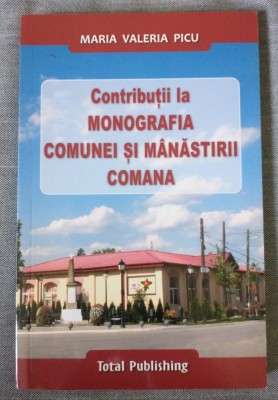 MARIA VALERIA PICU
Contribuții la
MONOGRAFIA
COMUNEI ȘI MÂNĂSTIRII
COMANA
Total Publishing